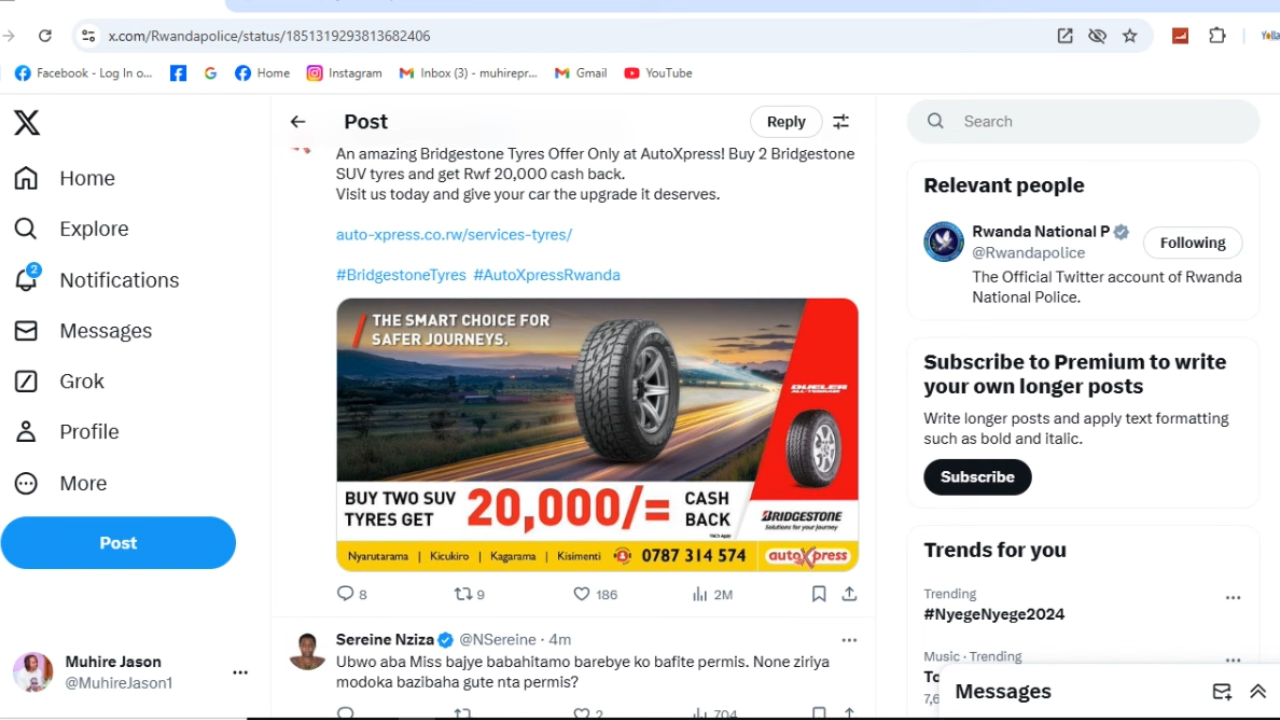 x.com/Rwandapolice/status/1851319293813682406
Facebook - Log In o...
Home
Instagram
Inbox (3) - muhirepr...
Gmail
YouTube
Home
Explore
2
Notifications
Messages
Grok
Profile
More
Post
Muhire Jason
@MuhireJason1
Post
Reply
An amazing Bridgestone Tyres Offer Only at AutoXpress! Buy 2 Bridgestone
SUV tyres and get Rwf 20,000 cash back.
Visit us today and give your car the upgrade it deserves.
auto-xpress.co.rw/services-tyres/
#BridgestoneTyres #AutoXpressRwanda
THE SMART CHOICE FOR
SAFER JOURNEYS.
DUELER
ALL-TERRAIN
BUY TWO SUV
TYRES GET
20,000/=
CASH
BACK
BRIDGESTONE
Solutions for your journey
Nyarutarama | Kicukiro | Kagarama | Kisimenti 0787 314 574 autoXpress
8 9 186 2M
Sereine Nziza @NSereine · 4m
Ubwo aba Miss bajye babahitamo barebye ko bafite permis. None ziriya
modoka bazibaha gute nta permis?
2 704
Search
Relevant people
Rwanda National P
@Rwandapolice
Following
The Official Twitter account of Rwanda
National Police.
Subscribe to Premium to write
your own longer posts
Write longer posts and apply text formatting
such as bold and italic.
Subscribe
Trends for you
Trending
#NyegeNyege2024
Music · Trending
Messages